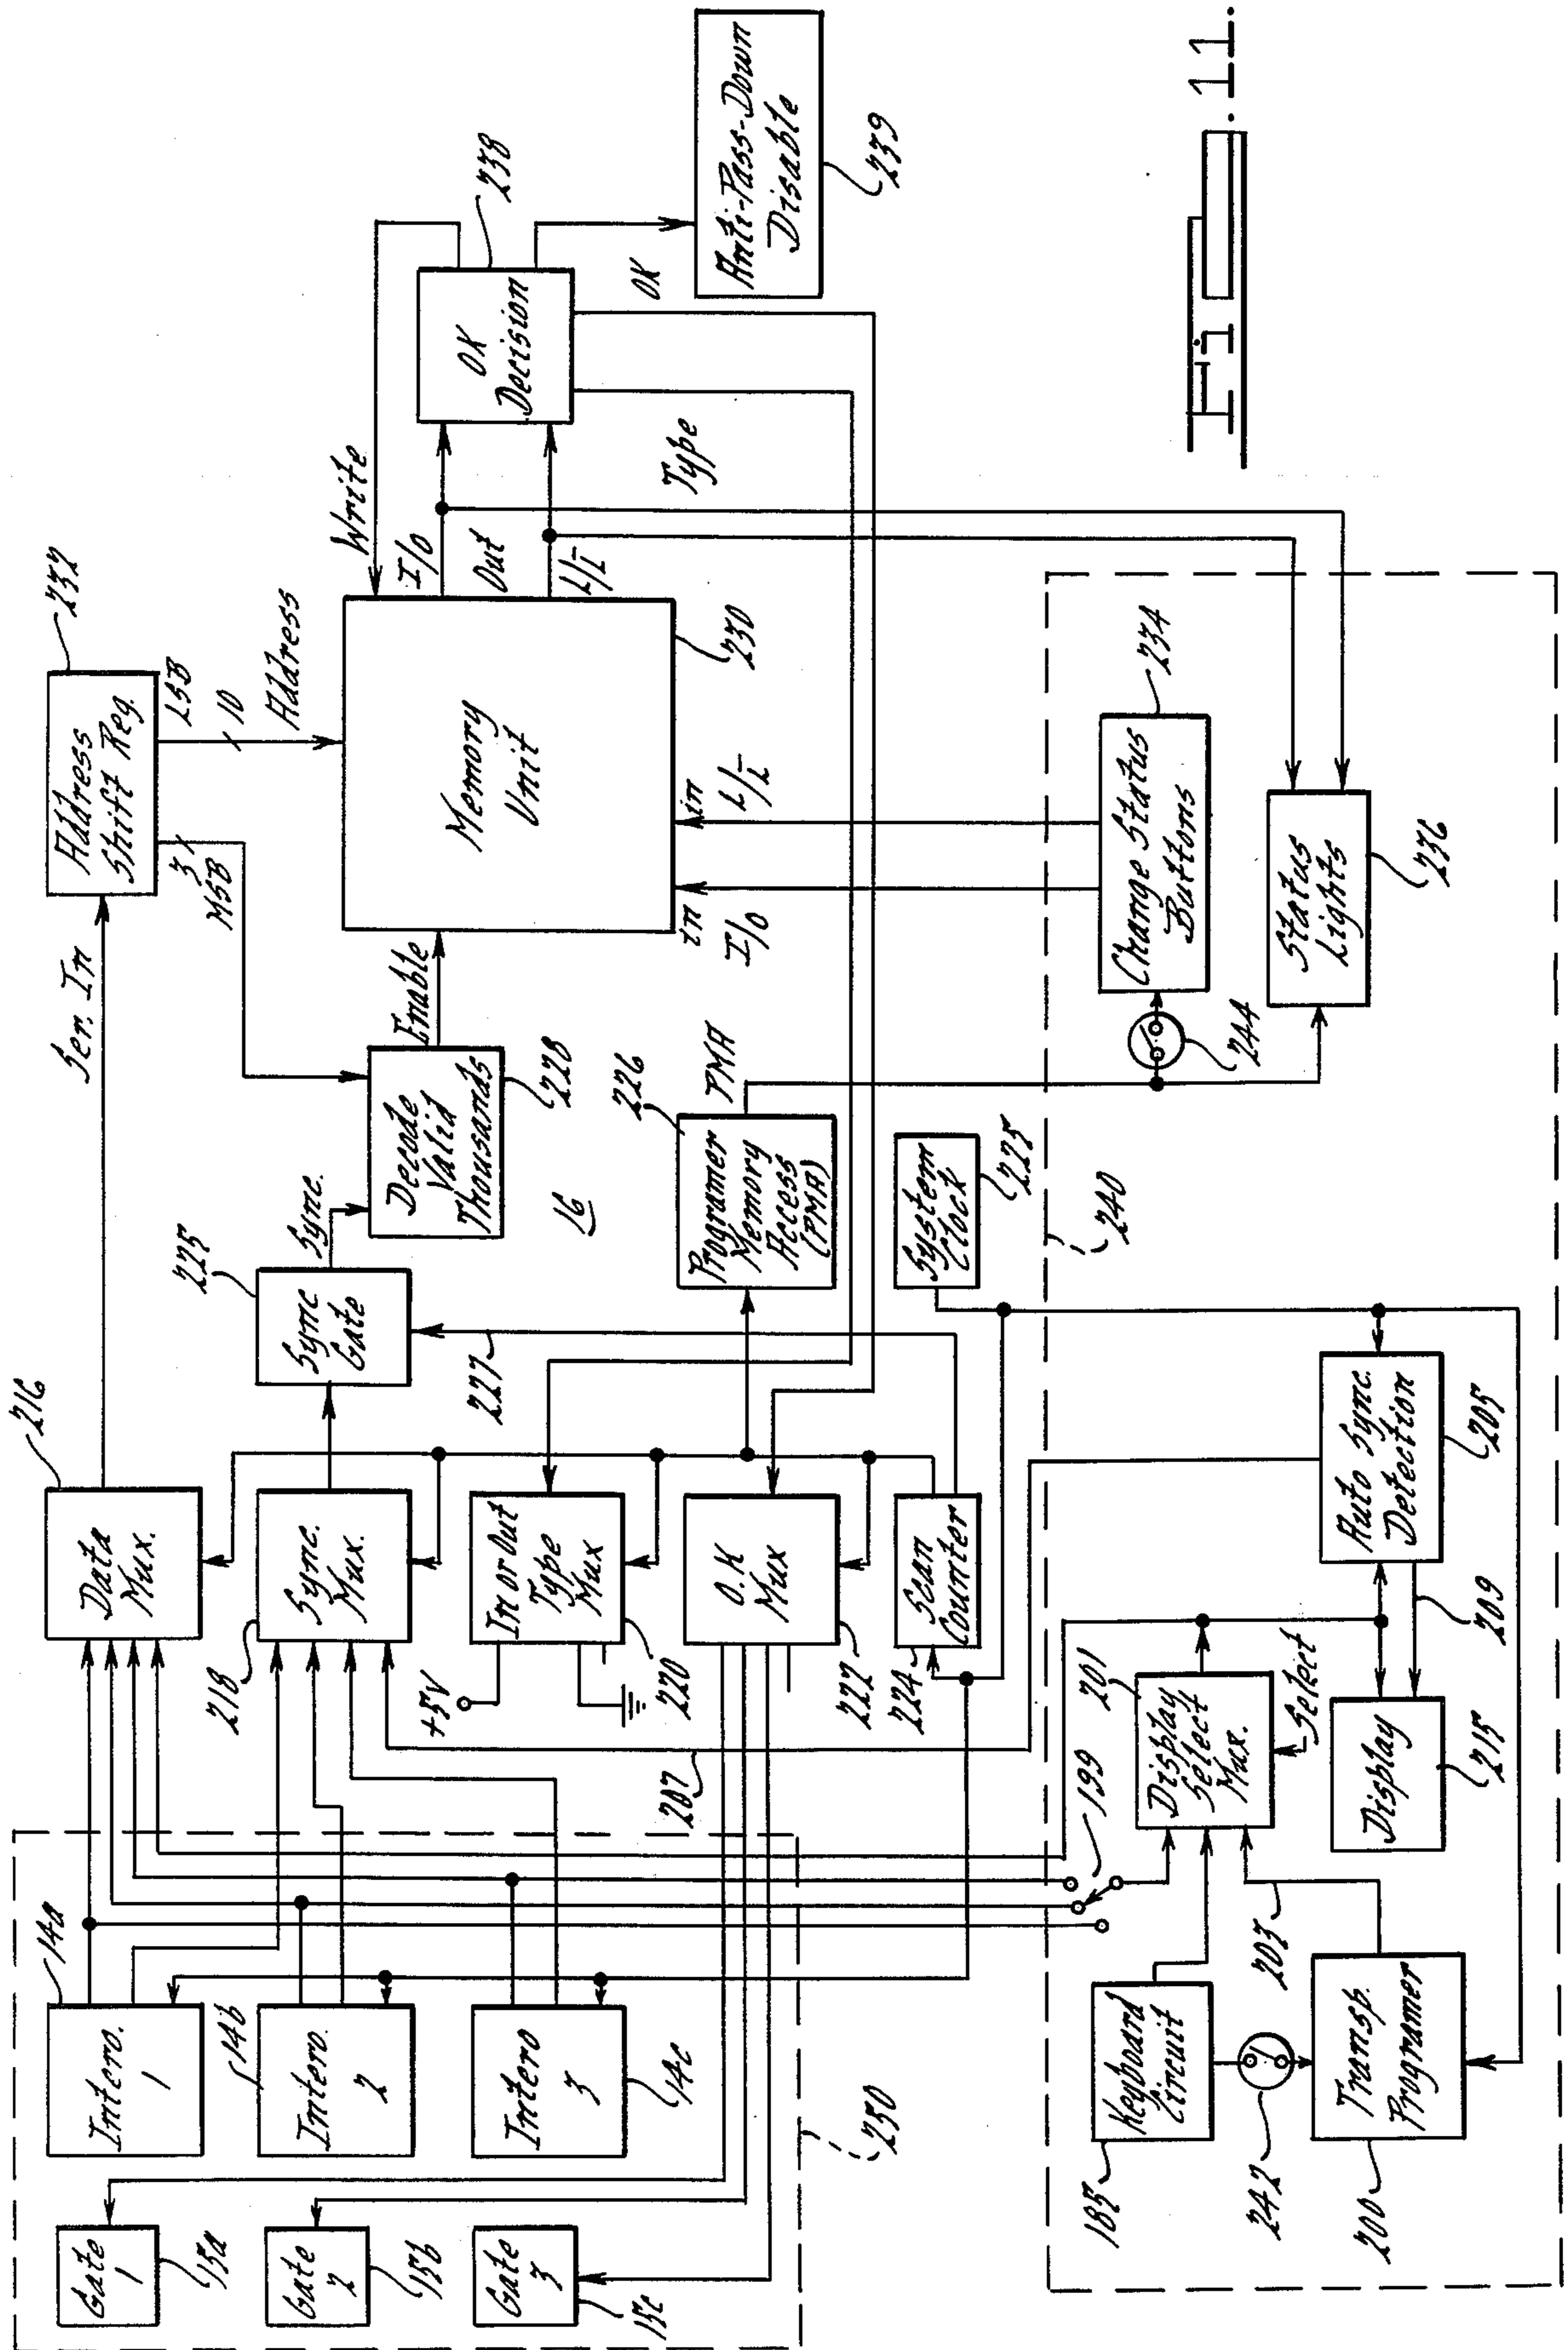 Gate
1
15a
Gate
2
15b
Gate
3
15c
250
Intero.
1
14a
Intero.
2
14b
Intero
3
14c
Data
Mux.
216
Sync.
Mux.
218
+5V
In or Out
Type
Mux
220
O.K
Mux
222
Scan
Counter
224
207
227
Sync
Gate
225
Sync.
Ser. In
Address
Shift Reg.
232
3
MSB
LSB
10
Address
Decode
Valid
Thousands
228
Enable
16
Programer
Memory
Access
(PMA)
226
PMA
System
Clock
225
Memory
Unit
230
Write
I/O
Out
L/I
in
I/O
in
L/I
OK
Decision
238
OK
Type
Anti-Pass-Down
Disable
239
240
Keyboard
Circuit
185
242
Transp.
Programer
200
203
199
Display
Select
Mux.
201
Select
Display
215
209
Auto Sync.
Detection
205
244
Change Status
Buttons
234
Status
Lights
236
Fig. 11.